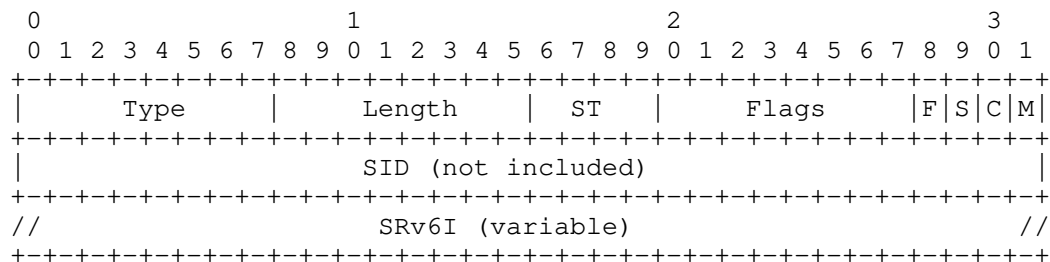 0                   1                   2                   3
 0 1 2 3 4 5 6 7 8 9 0 1 2 3 4 5 6 7 8 9 0 1 2 3 4 5 6 7 8 9 0 1
+-+-+-+-+-+-+-+-+-+-+-+-+-+-+-+-+-+-+-+-+-+-+-+-+-+-+-+-+-+-+-+-+
|      Type     |     Length    |  ST   |     Flags     |F|S|C|M|
+-+-+-+-+-+-+-+-+-+-+-+-+-+-+-+-+-+-+-+-+-+-+-+-+-+-+-+-+-+-+-+-+
|                     SID (not included)                        |
+-+-+-+-+-+-+-+-+-+-+-+-+-+-+-+-+-+-+-+-+-+-+-+-+-+-+-+-+-+-+-+-+
//                     SRv6I (variable)                        //
+-+-+-+-+-+-+-+-+-+-+-+-+-+-+-+-+-+-+-+-+-+-+-+-+-+-+-+-+-+-+-+-+